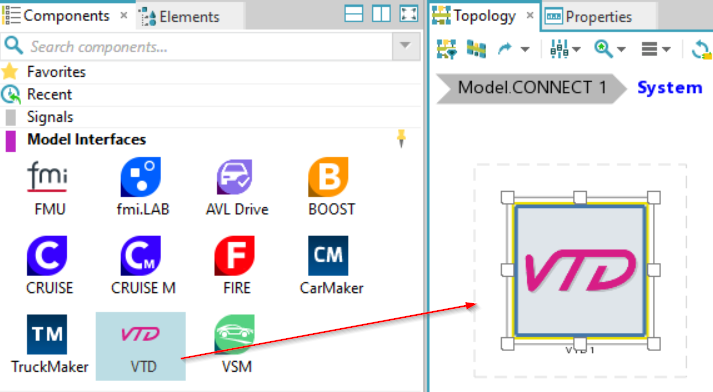 Components
Elements
Topology
Properties
Search components...
Favorites
Recent
Signals
Model Interfaces
Model.CONNECT 1
System
fmi
FMU
fmi.LAB
AVL Drive
B
BOOST
C
CRUISE
CM
CRUISE M
F
FIRE
CM
CarMaker
TM
TruckMaker
VTD
VTD
VSM
VTD
VTD 1